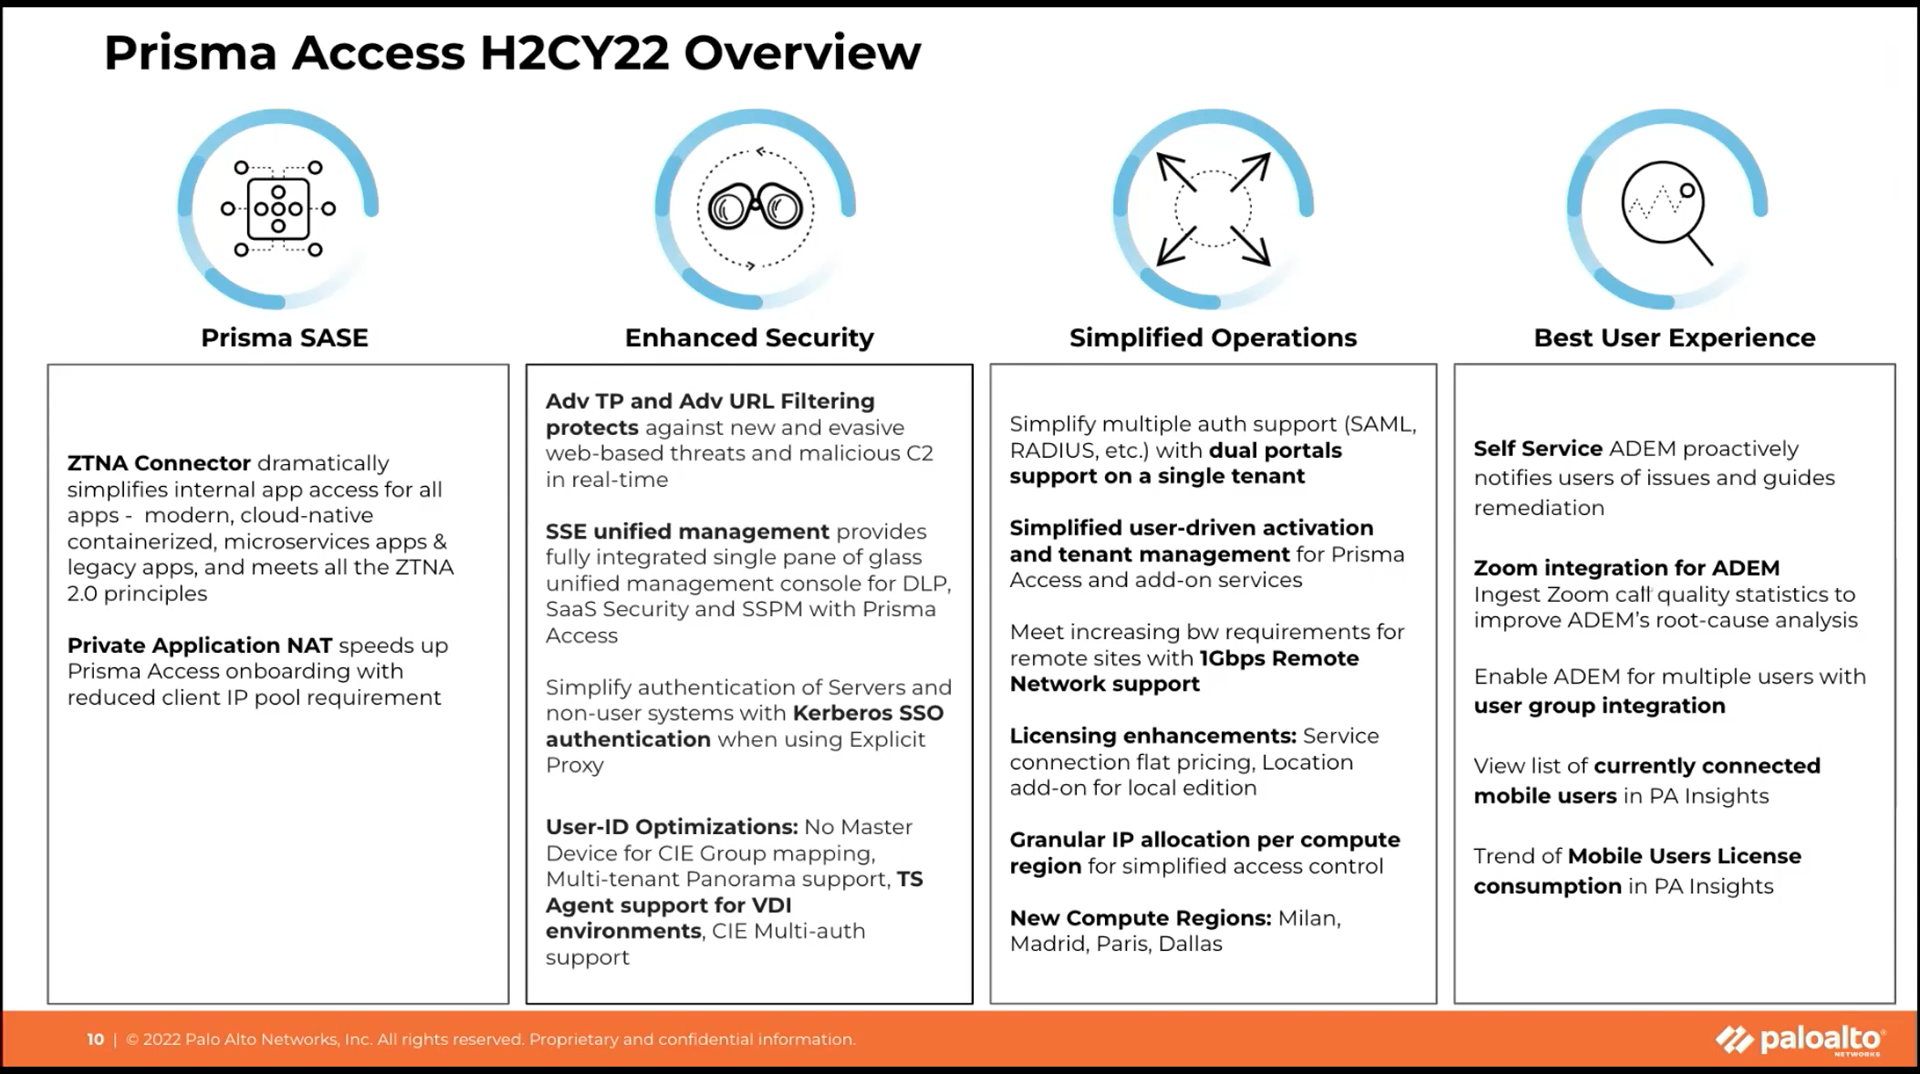 Prisma Access H2CY22 Overview
Prisma SASE
ZTNA Connector dramatically
simplifies internal app access for all
apps - modern, cloud-native
containerized, microservices apps &
legacy apps, and meets all the ZTNA
2.0 principles
Private Application NAT speeds up
Prisma Access onboarding with
reduced client IP pool requirement
Enhanced Security
Adv TP and Adv URL Filtering
protects against new and evasive
web-based threats and malicious C2
in real-time
SSE unified management provides
fully integrated single pane of glass
unified management console for DLP,
SaaS Security and SSPM with Prisma
Access
Simplify authentication of Servers and
non-user systems with Kerberos SSO
authentication when using Explicit
Proxy
User-ID Optimizations: No Master
Device for CIE Group mapping,
Multi-tenant Panorama support, TS
Agent support for VDI
environments, CIE Multi-auth
support
Simplified Operations
Simplify multiple auth support (SAML,
RADIUS, etc.) with dual portals
support on a single tenant
Simplified user-driven activation
and tenant management for Prisma
Access and add-on services
Meet increasing bw requirements for
remote sites with 1Gbps Remote
Network support
Licensing enhancements: Service
connection flat pricing, Location
add-on for local edition
Granular IP allocation per compute
region for simplified access control
New Compute Regions: Milan,
Madrid, Paris, Dallas
Best User Experience
Self Service ADEM proactively
notifies users of issues and guides
remediation
Zoom integration for ADEM
Ingest Zoom call quality statistics to
improve ADEM's root-cause analysis
Enable ADEM for multiple users with
user group integration
View list of currently connected
mobile users in PA Insights
Trend of Mobile Users License
consumption in PA Insights
10 | © 2022 Palo Alto Networks, Inc. All rights reserved. Proprietary and confidential information.
paloalto®
NETWORKS